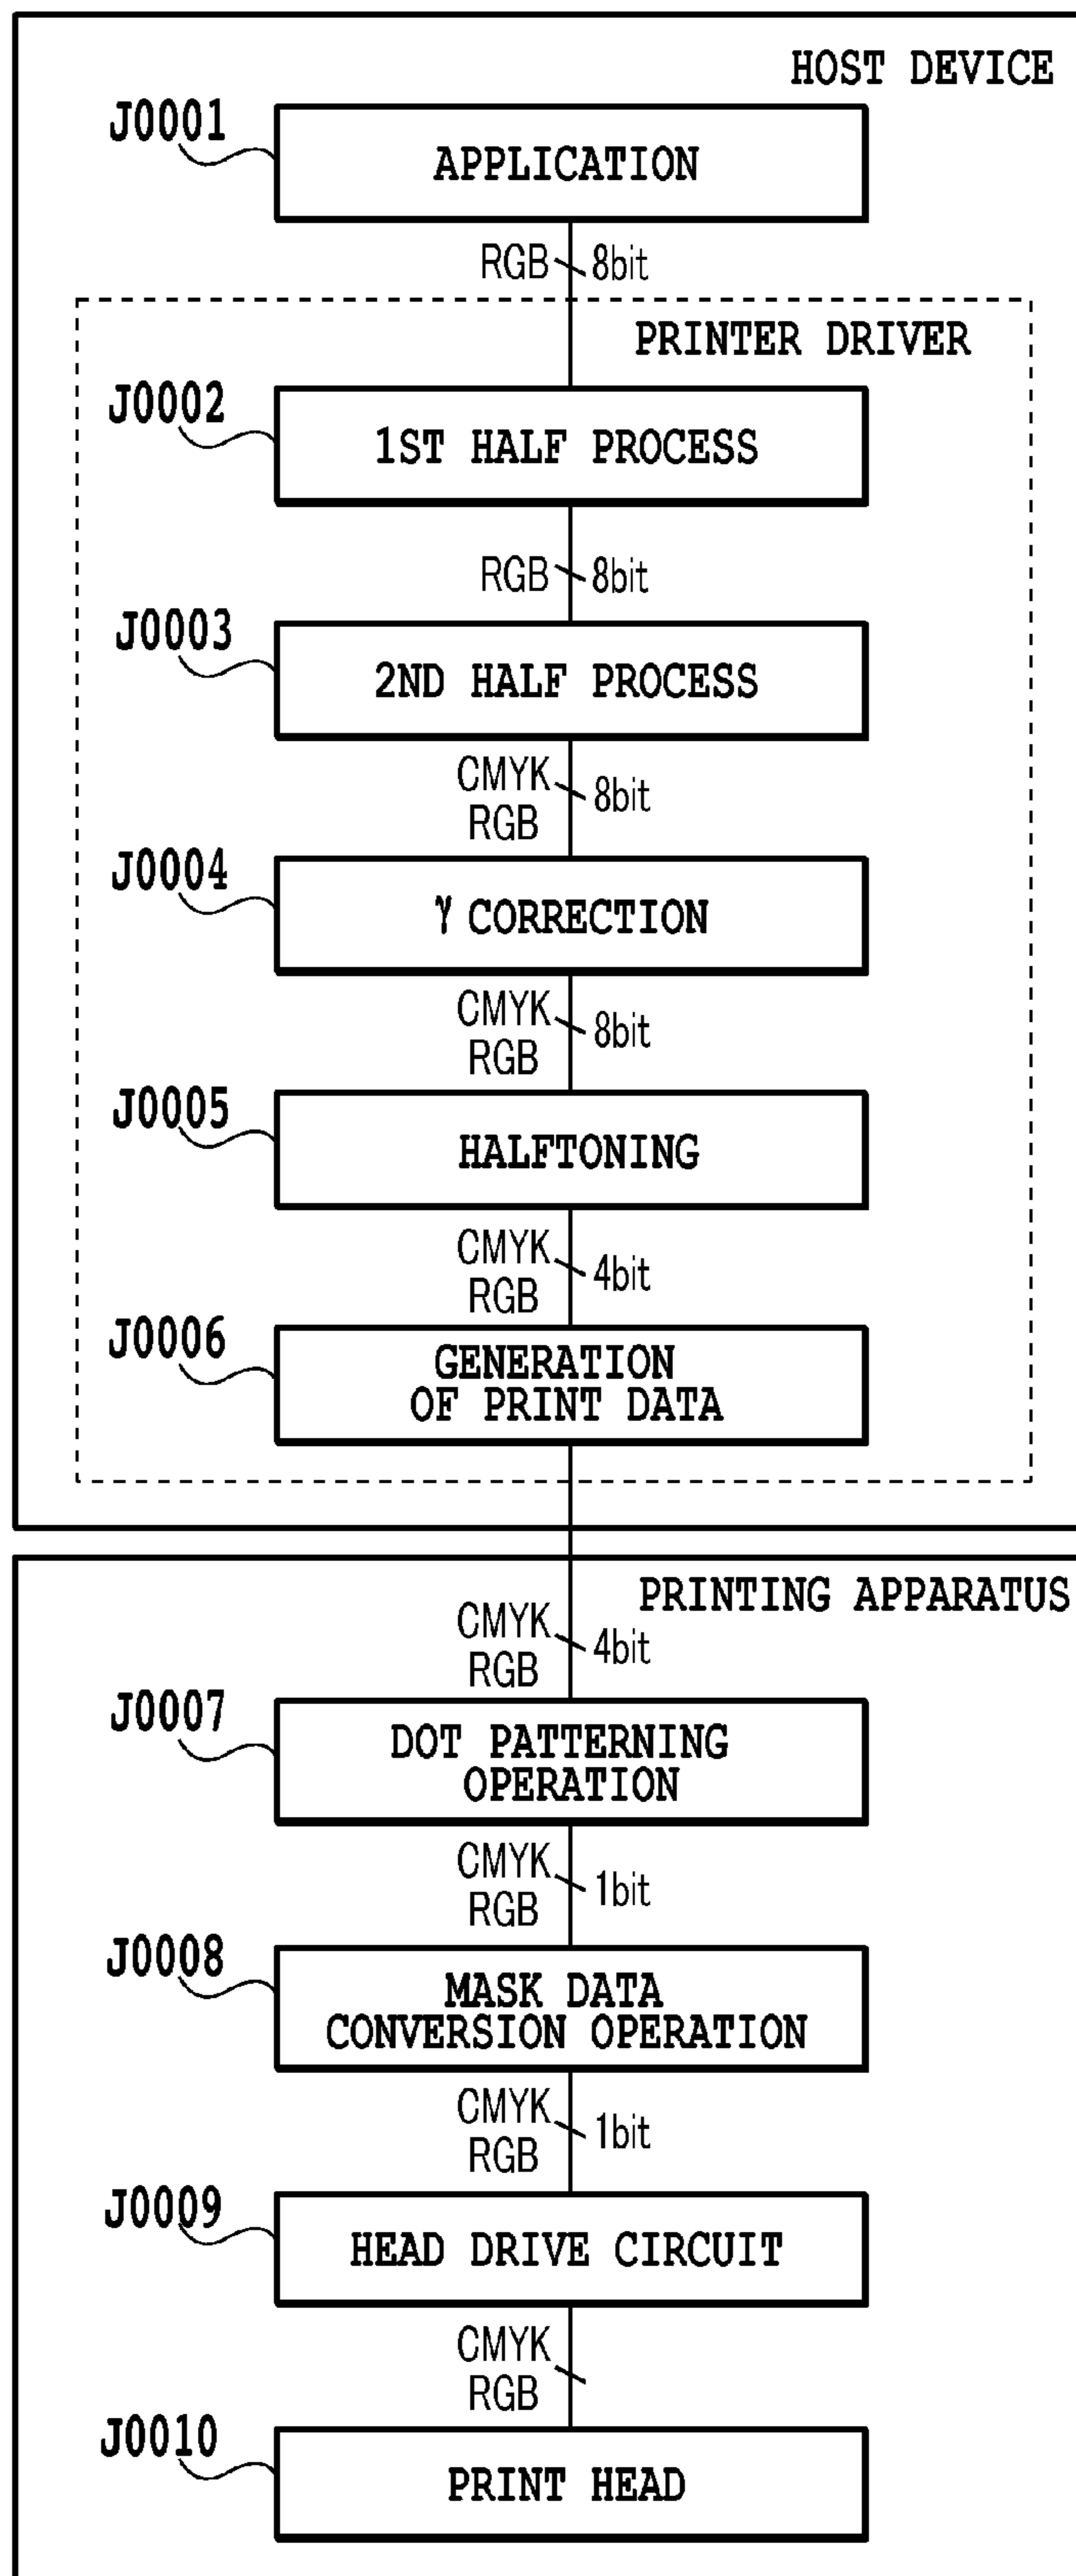 HOST DEVICE
J0001
APPLICATION
RGB 8bit
PRINTER DRIVER
J0002
1ST HALF PROCESS
RGB 8bit
J0003
2ND HALF PROCESS
CMYK
RGB 8bit
J0004
γ CORRECTION
CMYK
RGB 8bit
J0005
HALFTONING
CMYK
RGB 4bit
J0006
GENERATION
OF PRINT DATA
PRINTING APPARATUS
CMYK
RGB 4bit
J0007
DOT PATTERNING
OPERATION
CMYK
RGB 1bit
J0008
MASK DATA
CONVERSION OPERATION
CMYK
RGB 1bit
J0009
HEAD DRIVE CIRCUIT
CMYK
RGB
J0010
PRINT HEAD